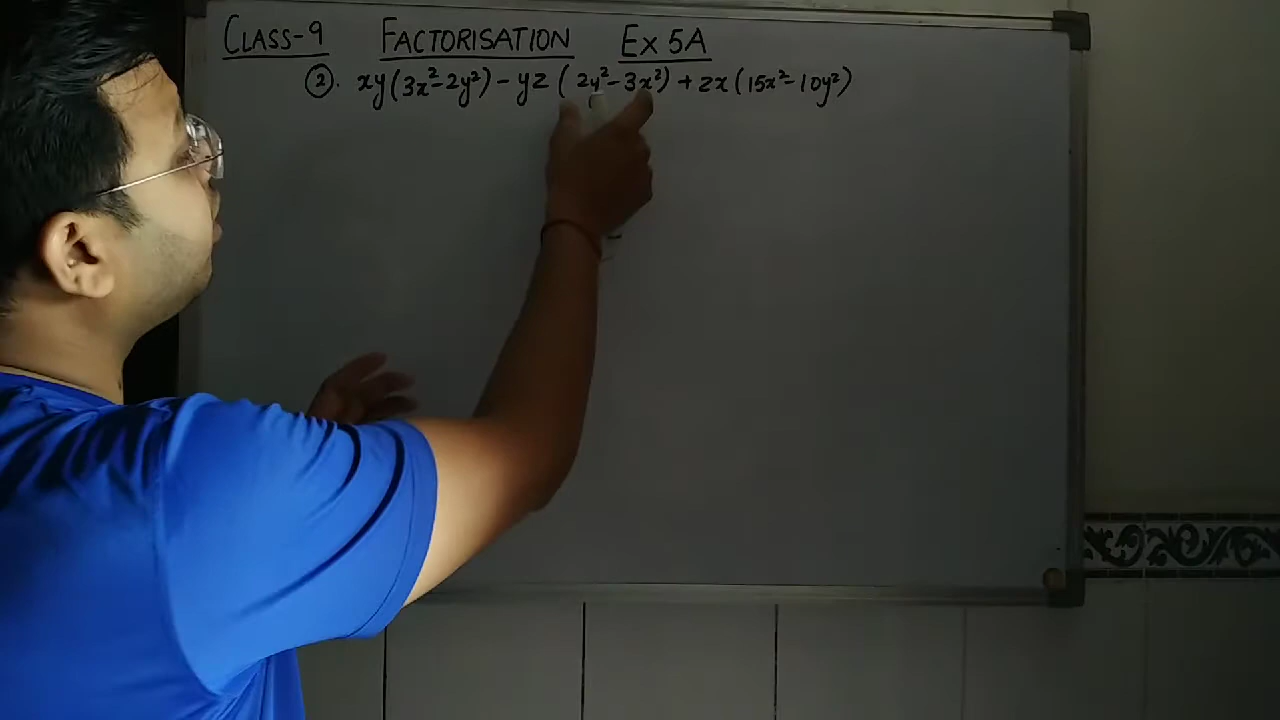 CLASS-9 FACTORISATION Ex 5A
②. xy(3x²-2y²) - yz (2y²-3x²) + zx(15x²-10y²)